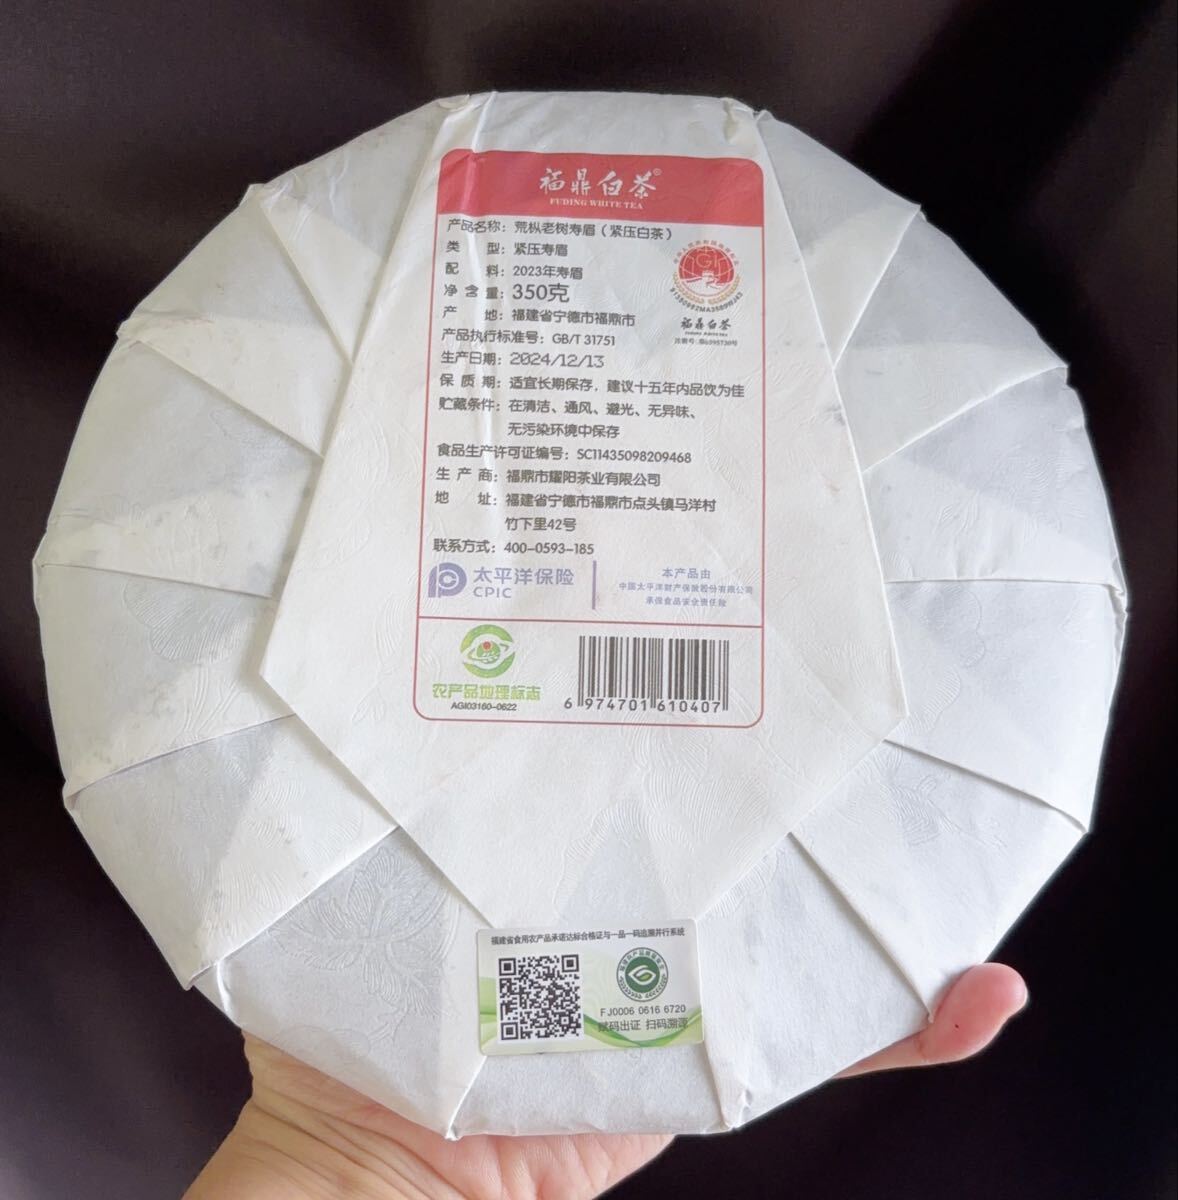 福鼎白茶®
FUDING WHITE TEA
产品名称：荒枞老树寿眉（紧压白茶）
类 型：紧压寿眉
配 料：2023年寿眉
净 含 量：350克
产 地：福建省宁德市福鼎市
产品执行标准号：GB/T 31751
生产日期：2024/12/13
保 质 期：适宜长期保存，建议十五年内品饮为佳
贮藏条件：在清洁、通风、避光、无异味、
无污染环境中保存
食品生产许可证编号：SC11435098209468
生 产 商：福鼎市耀阳茶业有限公司
地 址：福建省宁德市福鼎市点头镇马洋村
竹下里42号
联系方式：400-0593-185
中华人民共和国地理标志
GI
福鼎白茶
太平洋保险
CPIC
本产品由
中国太平洋财产保险股份有限公司
承保食品安全责任险
农产品地理标志
AGI03160-0622
6 974701 610407
福建省食用农产品承诺达标合格证与一品一码追溯并行系统
FJ0006 0616 6720
赋码出证 扫码溯源